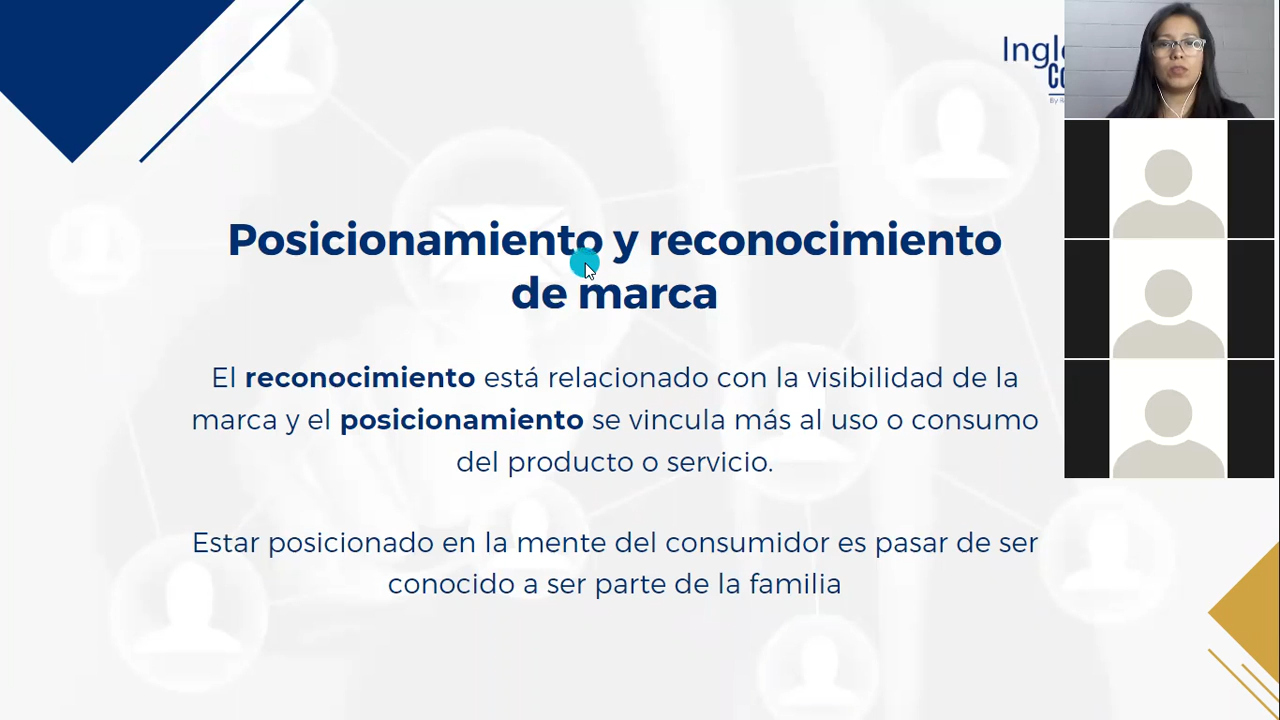 Posicionamiento y reconocimiento
de marca
El reconocimiento está relacionado con la visibilidad de la
marca y el posicionamiento se vincula más al uso o consumo
del producto o servicio.
Estar posicionado en la mente del consumidor es pasar de ser
conocido a ser parte de la familia